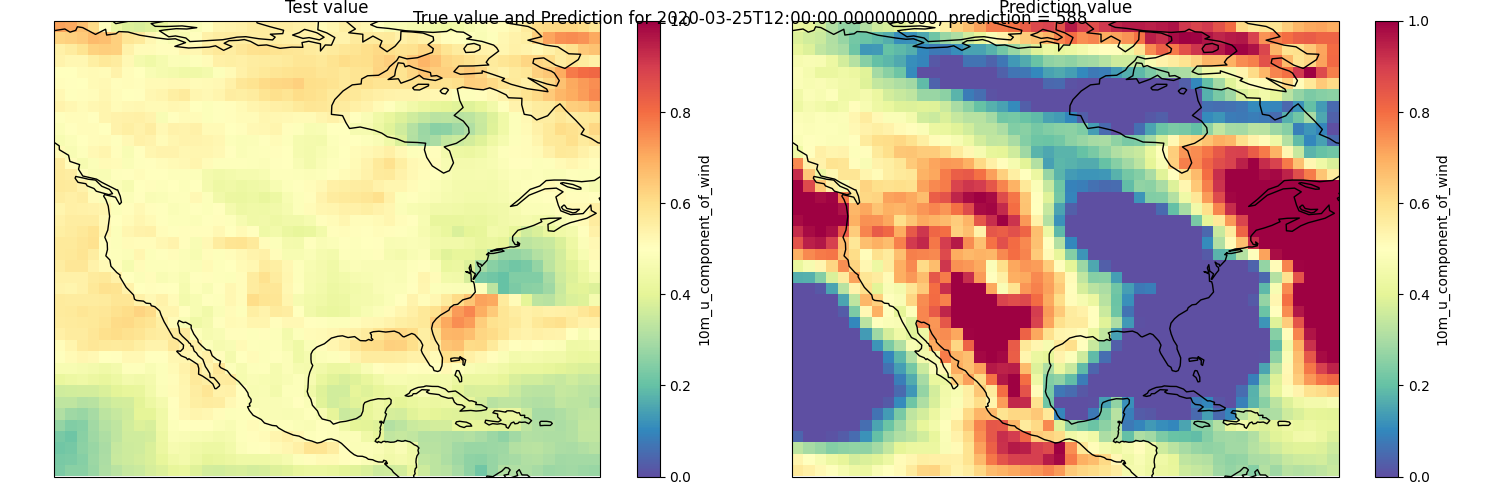 Test value
Prediction value
True value and Prediction for 2020-03-25T12:00:00.000000000, prediction = 588
1.0
0.8
0.6
0.4
0.2
0.0
10m_u_component_of_wind
1.0
0.8
0.6
0.4
0.2
0.0
10m_u_component_of_wind